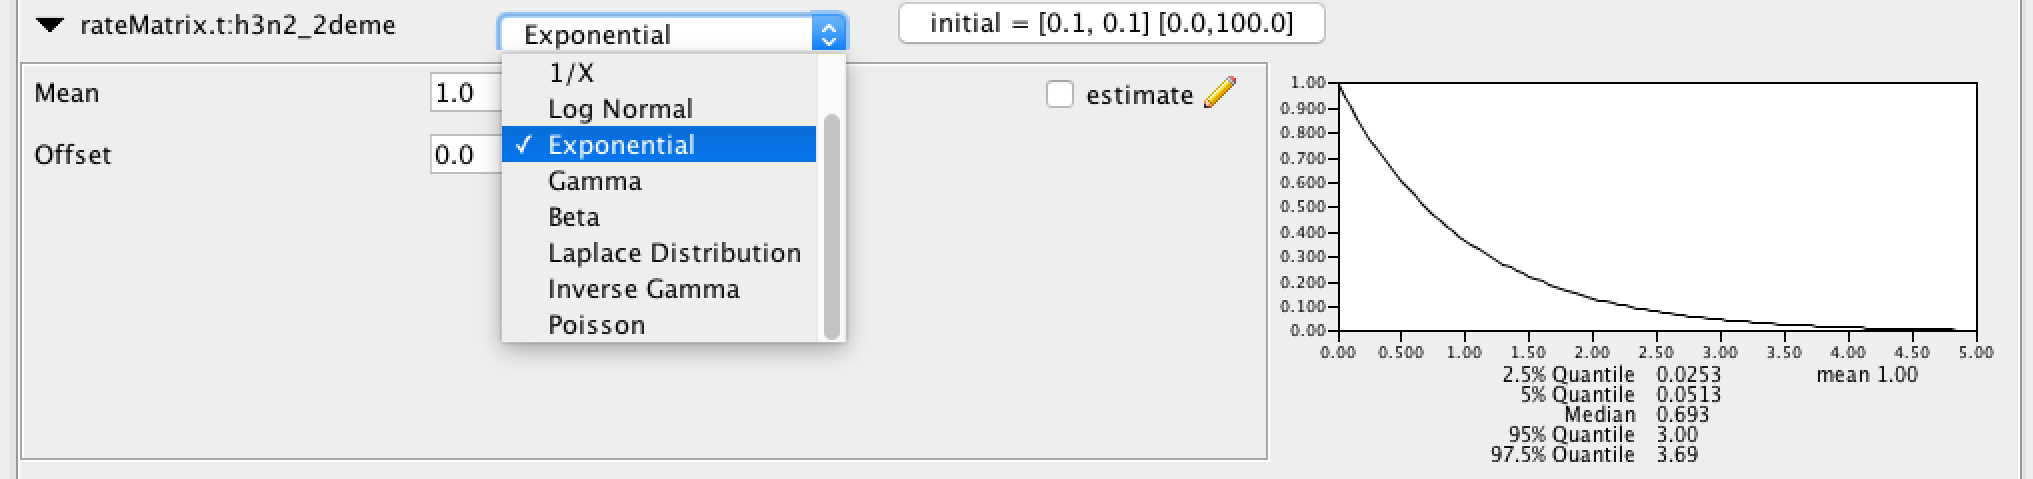 rateMatrix.t:h3n2_2deme
Exponential
initial = [0.1, 0.1] [0.0,100.0]
Mean
1.0
Offset
0.0
1/X
Log Normal
✓ Exponential
Gamma
Beta
Laplace Distribution
Inverse Gamma
Poisson
estimate
1.00
0.900
0.800
0.700
0.600
0.500
0.400
0.300
0.200
0.100
0.00
0.00 0.500 1.00 1.50 2.00 2.50 3.00 3.50 4.00 4.50 5.00
2.5% Quantile 0.0253 mean 1.00
5% Quantile 0.0513
Median 0.693
95% Quantile 3.00
97.5% Quantile 3.69